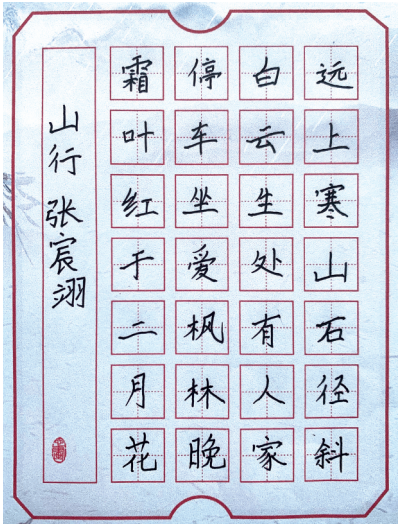 远上寒山石径斜
白云生处有人家
停车坐爱枫林晚
霜叶红于二月花
山行 张宸翊